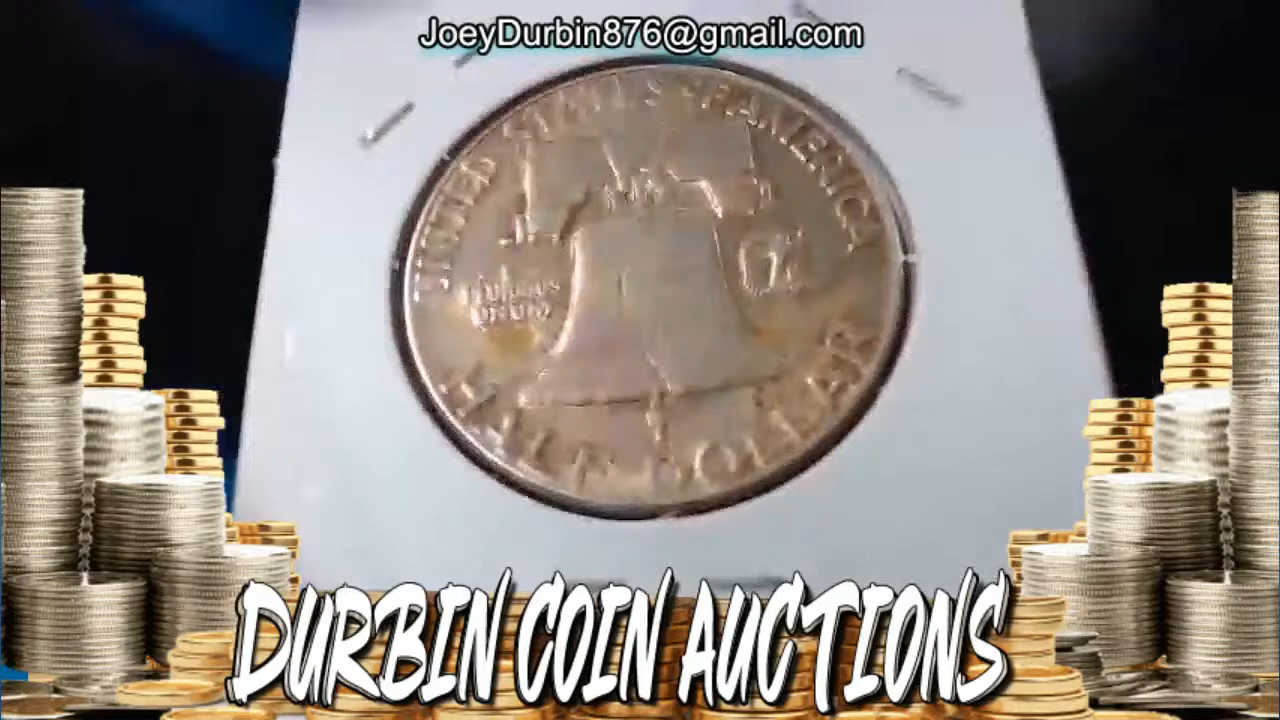 JoeyDurbin876@gmail.com
UNITED STATES OF AMERICA
HALF DOLLAR
DURBIN COIN AUCTIONS